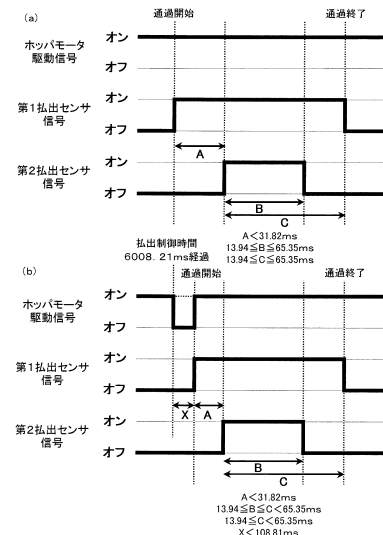 (a)
通過開始
通過終了
ホッパモータ
駆動信号
オン
オフ
第1払出センサ
信号
オン
オフ
A
第2払出センサ
信号
オン
オフ
B
C
A<31.82ms
13.94≦B≦65.35ms
13.94≦C≦65.35ms
払出制御時間
6008.21ms経過
(b)
通過開始
通過終了
ホッパモータ
駆動信号
オン
オフ
第1払出センサ
信号
オン
オフ
X
A
第2払出センサ
信号
オン
オフ
B
C
A<31.82ms
13.94≦B≦C<65.35ms
13.94≦C<65.35ms
X<108.81ms